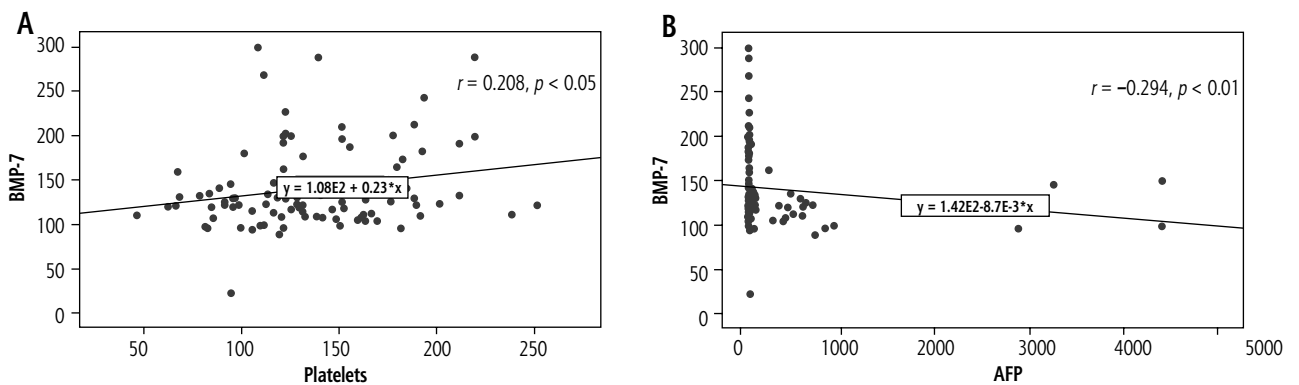 A
BMP-7
300
250
200
150
100
50
0
r = 0.208, p < 0.05
y = 1.08E2 + 0.23*x
50 100 150 200 250
Platelets
B
BMP-7
300
250
200
150
100
50
0
r = −0.294, p < 0.01
y = 1.42E2-8.7E-3*x
0 1000 2000 3000 4000 5000
AFP